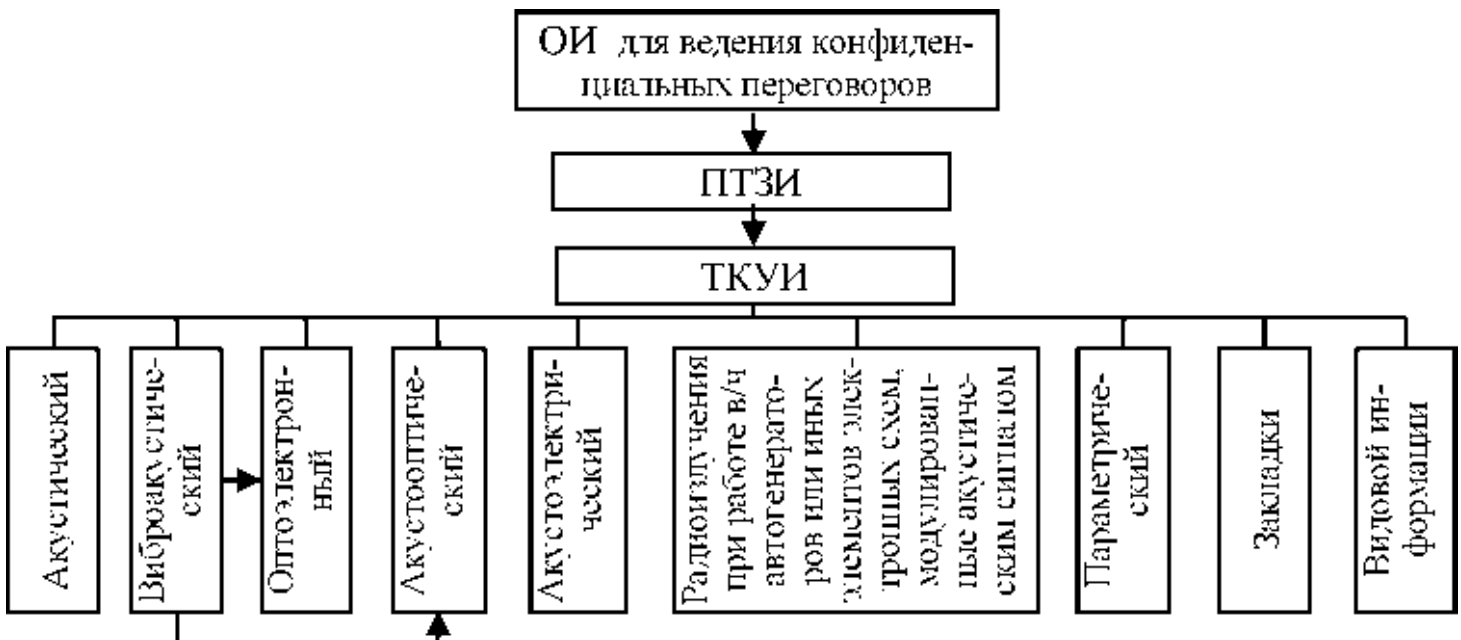 ОИ для ведения конфиден-
циальных переговоров
ПТЗИ
ТКУИ
Акустический
Виброакустиче-
ский
Оптоэлектрон-
ный
Акустооптиче-
ский
Акустоэлектри-
ческий
Радиоизлучения
при работе в/ч
автогенерато-
ров или иных
элементов элек-
тронных схем,
модулирован-
ные акустиче-
ским сигналом
Параметриче-
ский
Закладки
Видовой ин-
формации